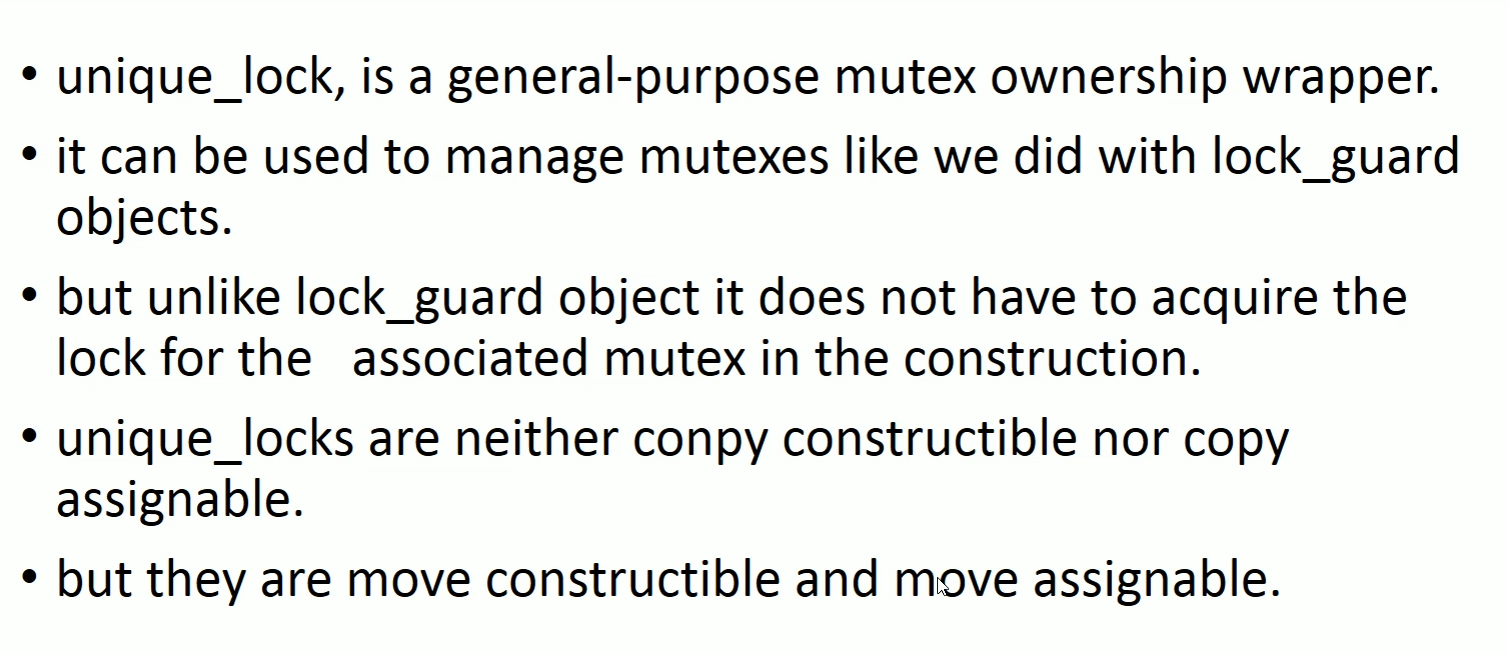 • unique_lock, is a general-purpose mutex ownership wrapper.
• it can be used to manage mutexes like we did with lock_guard
objects.
• but unlike lock_guard object it does not have to acquire the
lock for the   associated mutex in the construction.
• unique_locks are neither conpy constructible nor copy
assignable.
• but they are move constructible and move assignable.